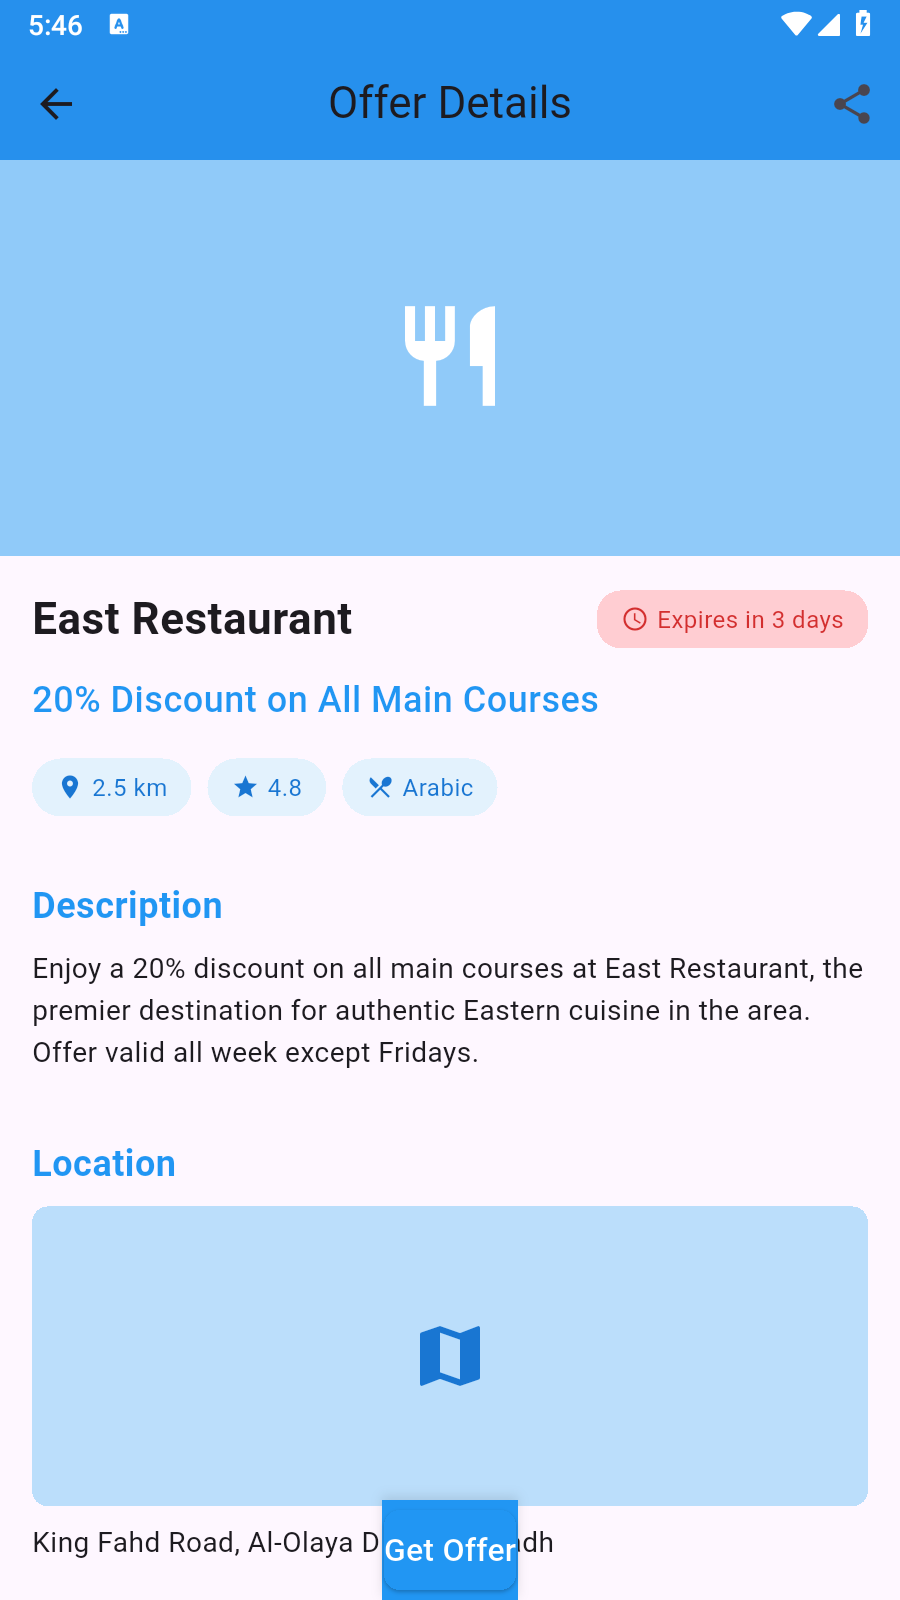 5:46
Offer Details
East Restaurant
Expires in 3 days
20% Discount on All Main Courses
2.5 km
4.8
Arabic
Description
Enjoy a 20% discount on all main courses at East Restaurant, the
premier destination for authentic Eastern cuisine in the area.
Offer valid all week except Fridays.
Location
King Fahd Road, Al-Olaya
Get Offer